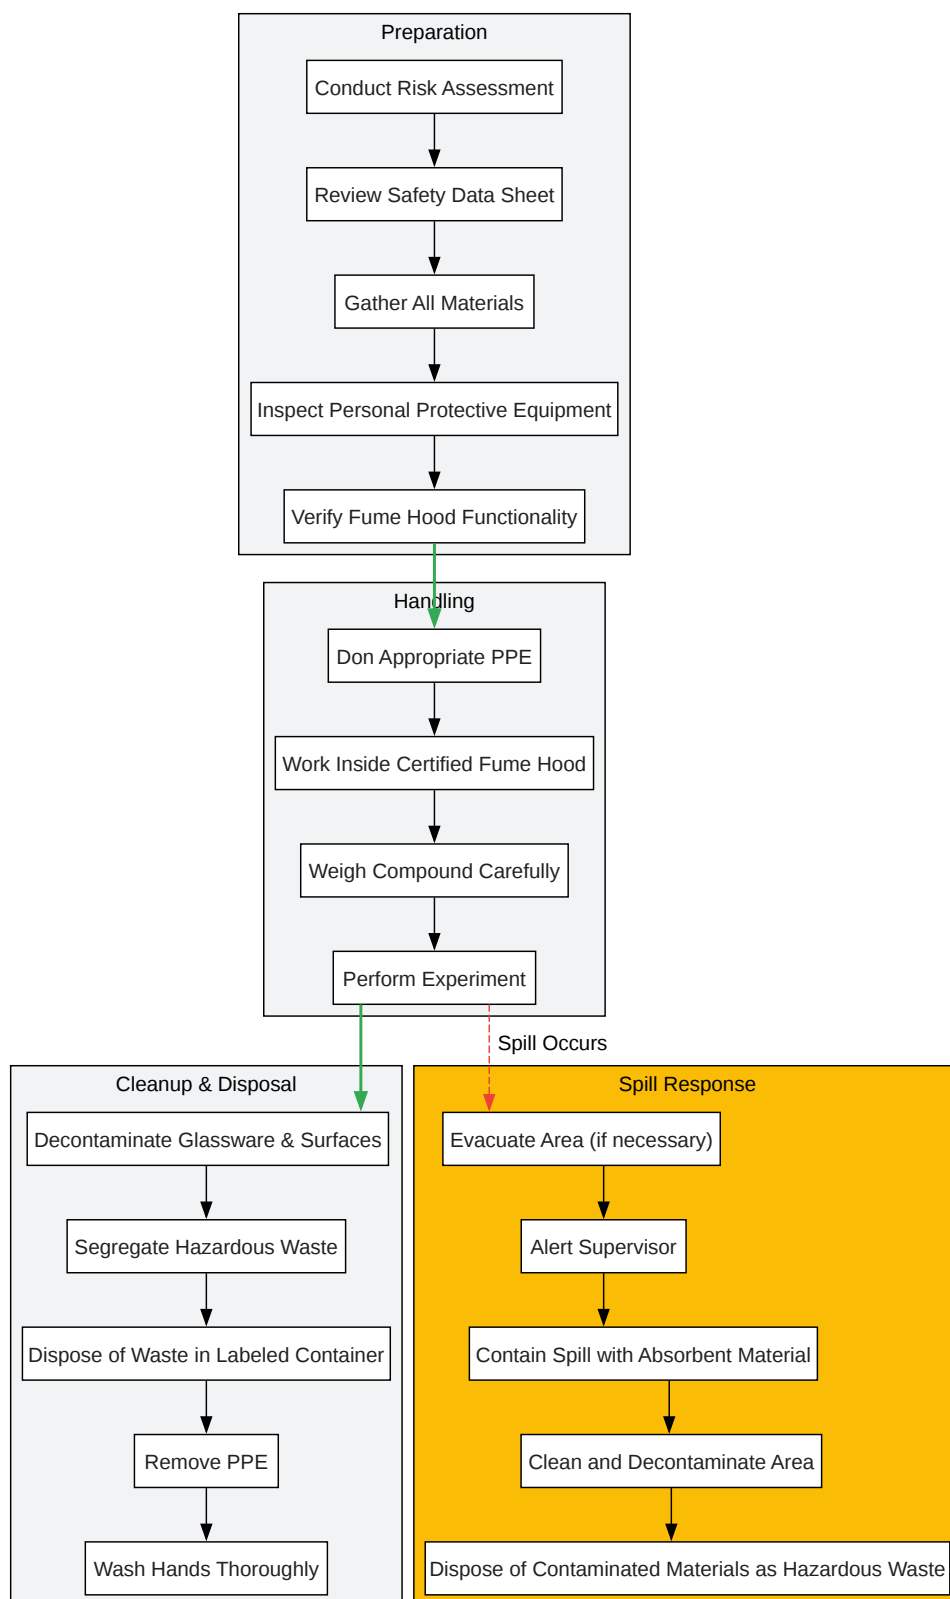 Preparation
Conduct Risk Assessment
Review Safety Data Sheet
Gather All Materials
Inspect Personal Protective Equipment
Verify Fume Hood Functionality
Handling
Don Appropriate PPE
Work Inside Certified Fume Hood
Weigh Compound Carefully
Perform Experiment
Spill Occurs
Cleanup & Disposal
Decontaminate Glassware & Surfaces
Segregate Hazardous Waste
Dispose of Waste in Labeled Container
Remove PPE
Wash Hands Thoroughly
Spill Response
Evacuate Area (if necessary)
Alert Supervisor
Contain Spill with Absorbent Material
Clean and Decontaminate Area
Dispose of Contaminated Materials as Hazardous Waste